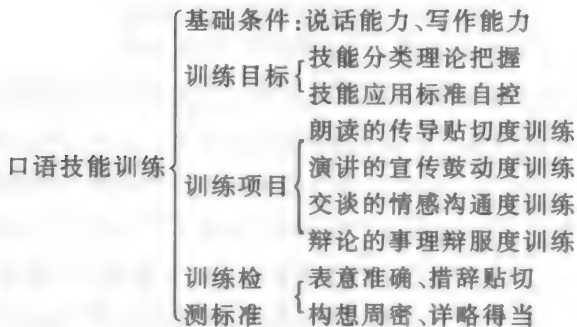 基础条件:说话能力、写作能力
技能分类理论把握
训练目标
技能应用标准自控
朗读的传导贴切度训练
演讲的宣传鼓动度训练
口语技能训练
训练项目
交谈的情感沟通度训练
辩论的事理辩服度训练
训练检 表意准确、措辞贴切
测标准 构想周密、详略得当